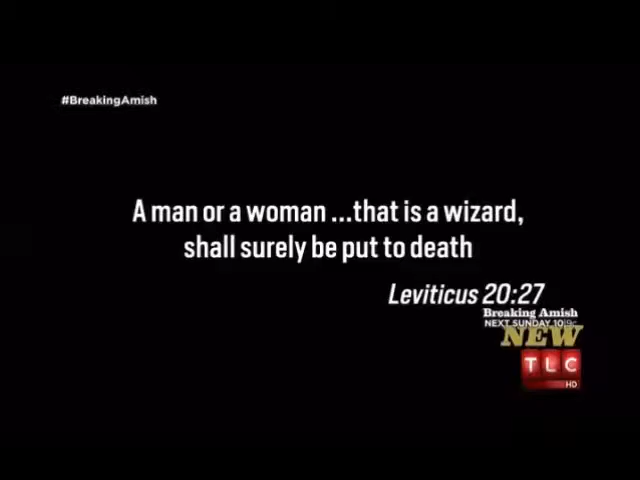 #BreakingAmish
A man or a woman ...that is a wizard,
shall surely be put to death
Leviticus 20:27
Breaking Amish
NEXT SUNDAY 10|9c
NEW
TLC
HD